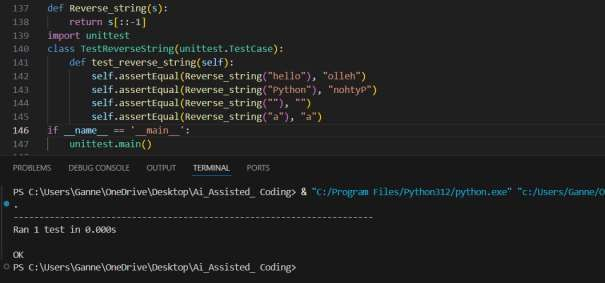 137 def Reverse_string(s):
138     return s[::-1]
139 import unittest
140 class TestReverseString(unittest.TestCase):
141     def test_reverse_string(self):
142         self.assertEqual(Reverse_string("hello"), "olleh")
143         self.assertEqual(Reverse_string("Python"), "nohtyP")
144         self.assertEqual(Reverse_string(""), "")
145         self.assertEqual(Reverse_string("a"), "a")
146 if __name__ == '__main__':
147     unittest.main()
PROBLEMS DEBUG CONSOLE OUTPUT TERMINAL PORTS
PS C:\Users\Ganne\OneDrive\Desktop\Ai_Assisted_ Coding> & "C:/Program Files/Python312/python.exe" "c:/Users/Ganne/O
.
----------------------------------------------------------------------
Ran 1 test in 0.000s
OK
PS C:\Users\Ganne\OneDrive\Desktop\Ai_Assisted_ Coding>